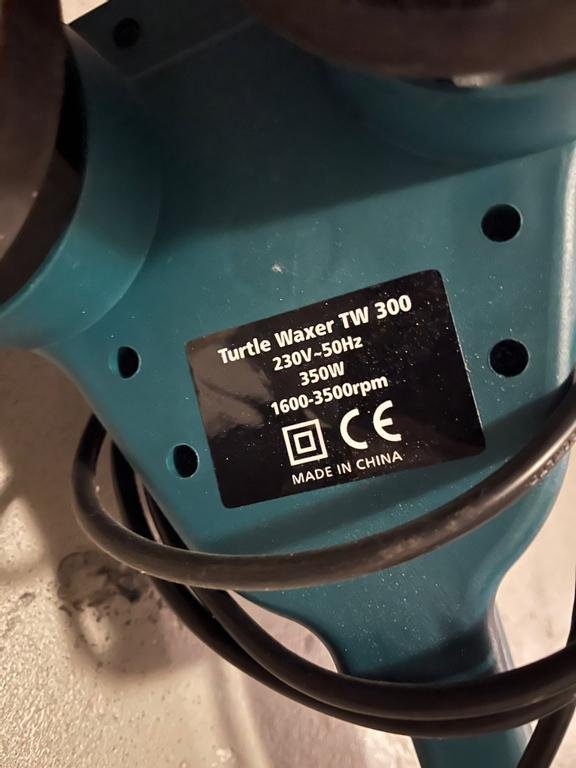 Turtle Waxer TW 300
230V~50Hz
350W
1600-3500rpm
CE
MADE IN CHINA